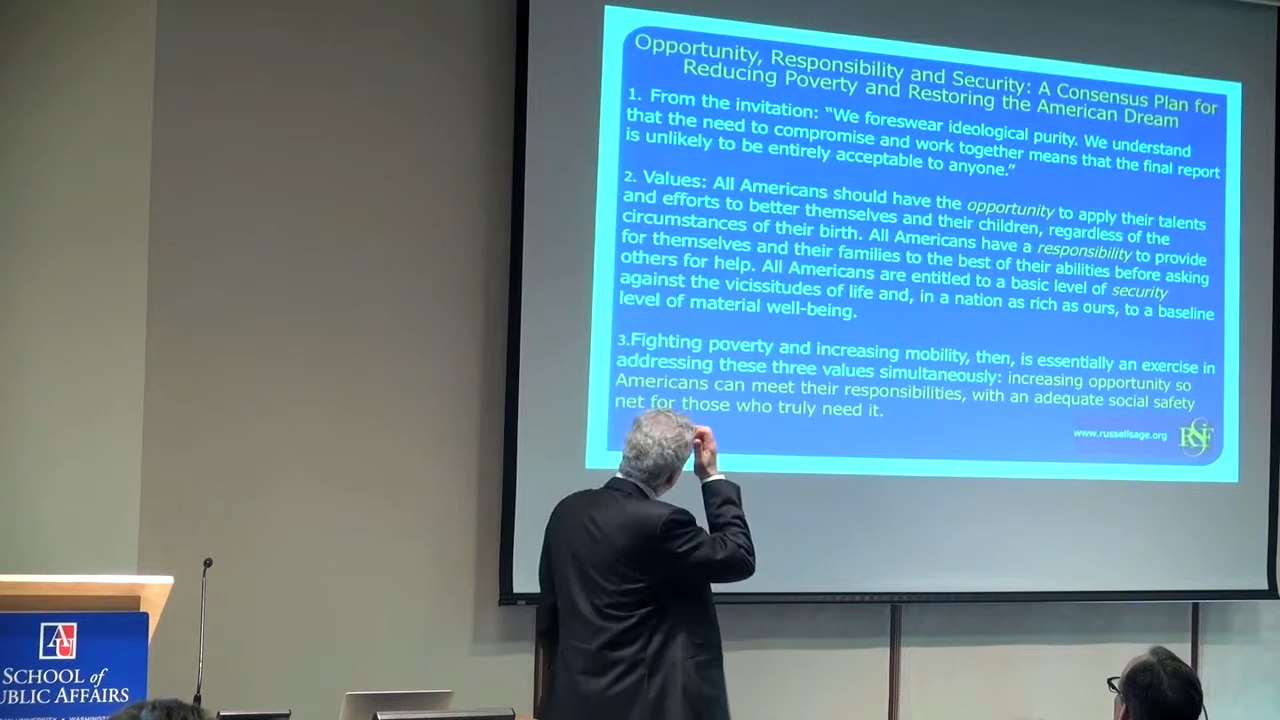 Opportunity, Responsibility and Security: A Consensus Plan for
Reducing Poverty and Restoring the American Dream
1. From the invitation: “We foreswear ideological purity. We understand
that the need to compromise and work together means that the final report
is unlikely to be entirely acceptable to anyone.”
2. Values: All Americans should have the opportunity to apply their talents
and efforts to better themselves and their children, regardless of the
circumstances of their birth. All Americans have a responsibility to provide
for themselves and their families to the best of their abilities before asking
others for help. All Americans are entitled to a basic level of security
against the vicissitudes of life and, in a nation as rich as ours, to a baseline
level of material well-being.
3.Fighting poverty and increasing mobility, then, is essentially an exercise in
addressing these three values simultaneously: increasing opportunity so
Americans can meet their responsibilities, with an adequate social safety
net for those who truly need it.
www.russellsage.org
RSF
AU
SCHOOL of
PUBLIC AFFAIRS